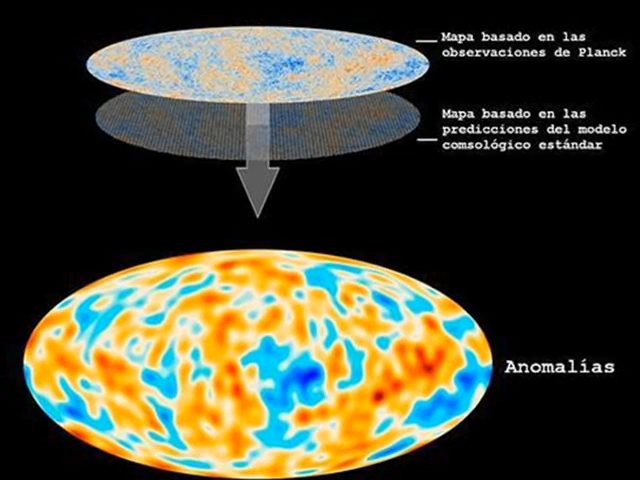 Mapa basado en las
observaciones de Planck
Mapa basado en las
predicciones del modelo
comsológico estándar
Anomalías